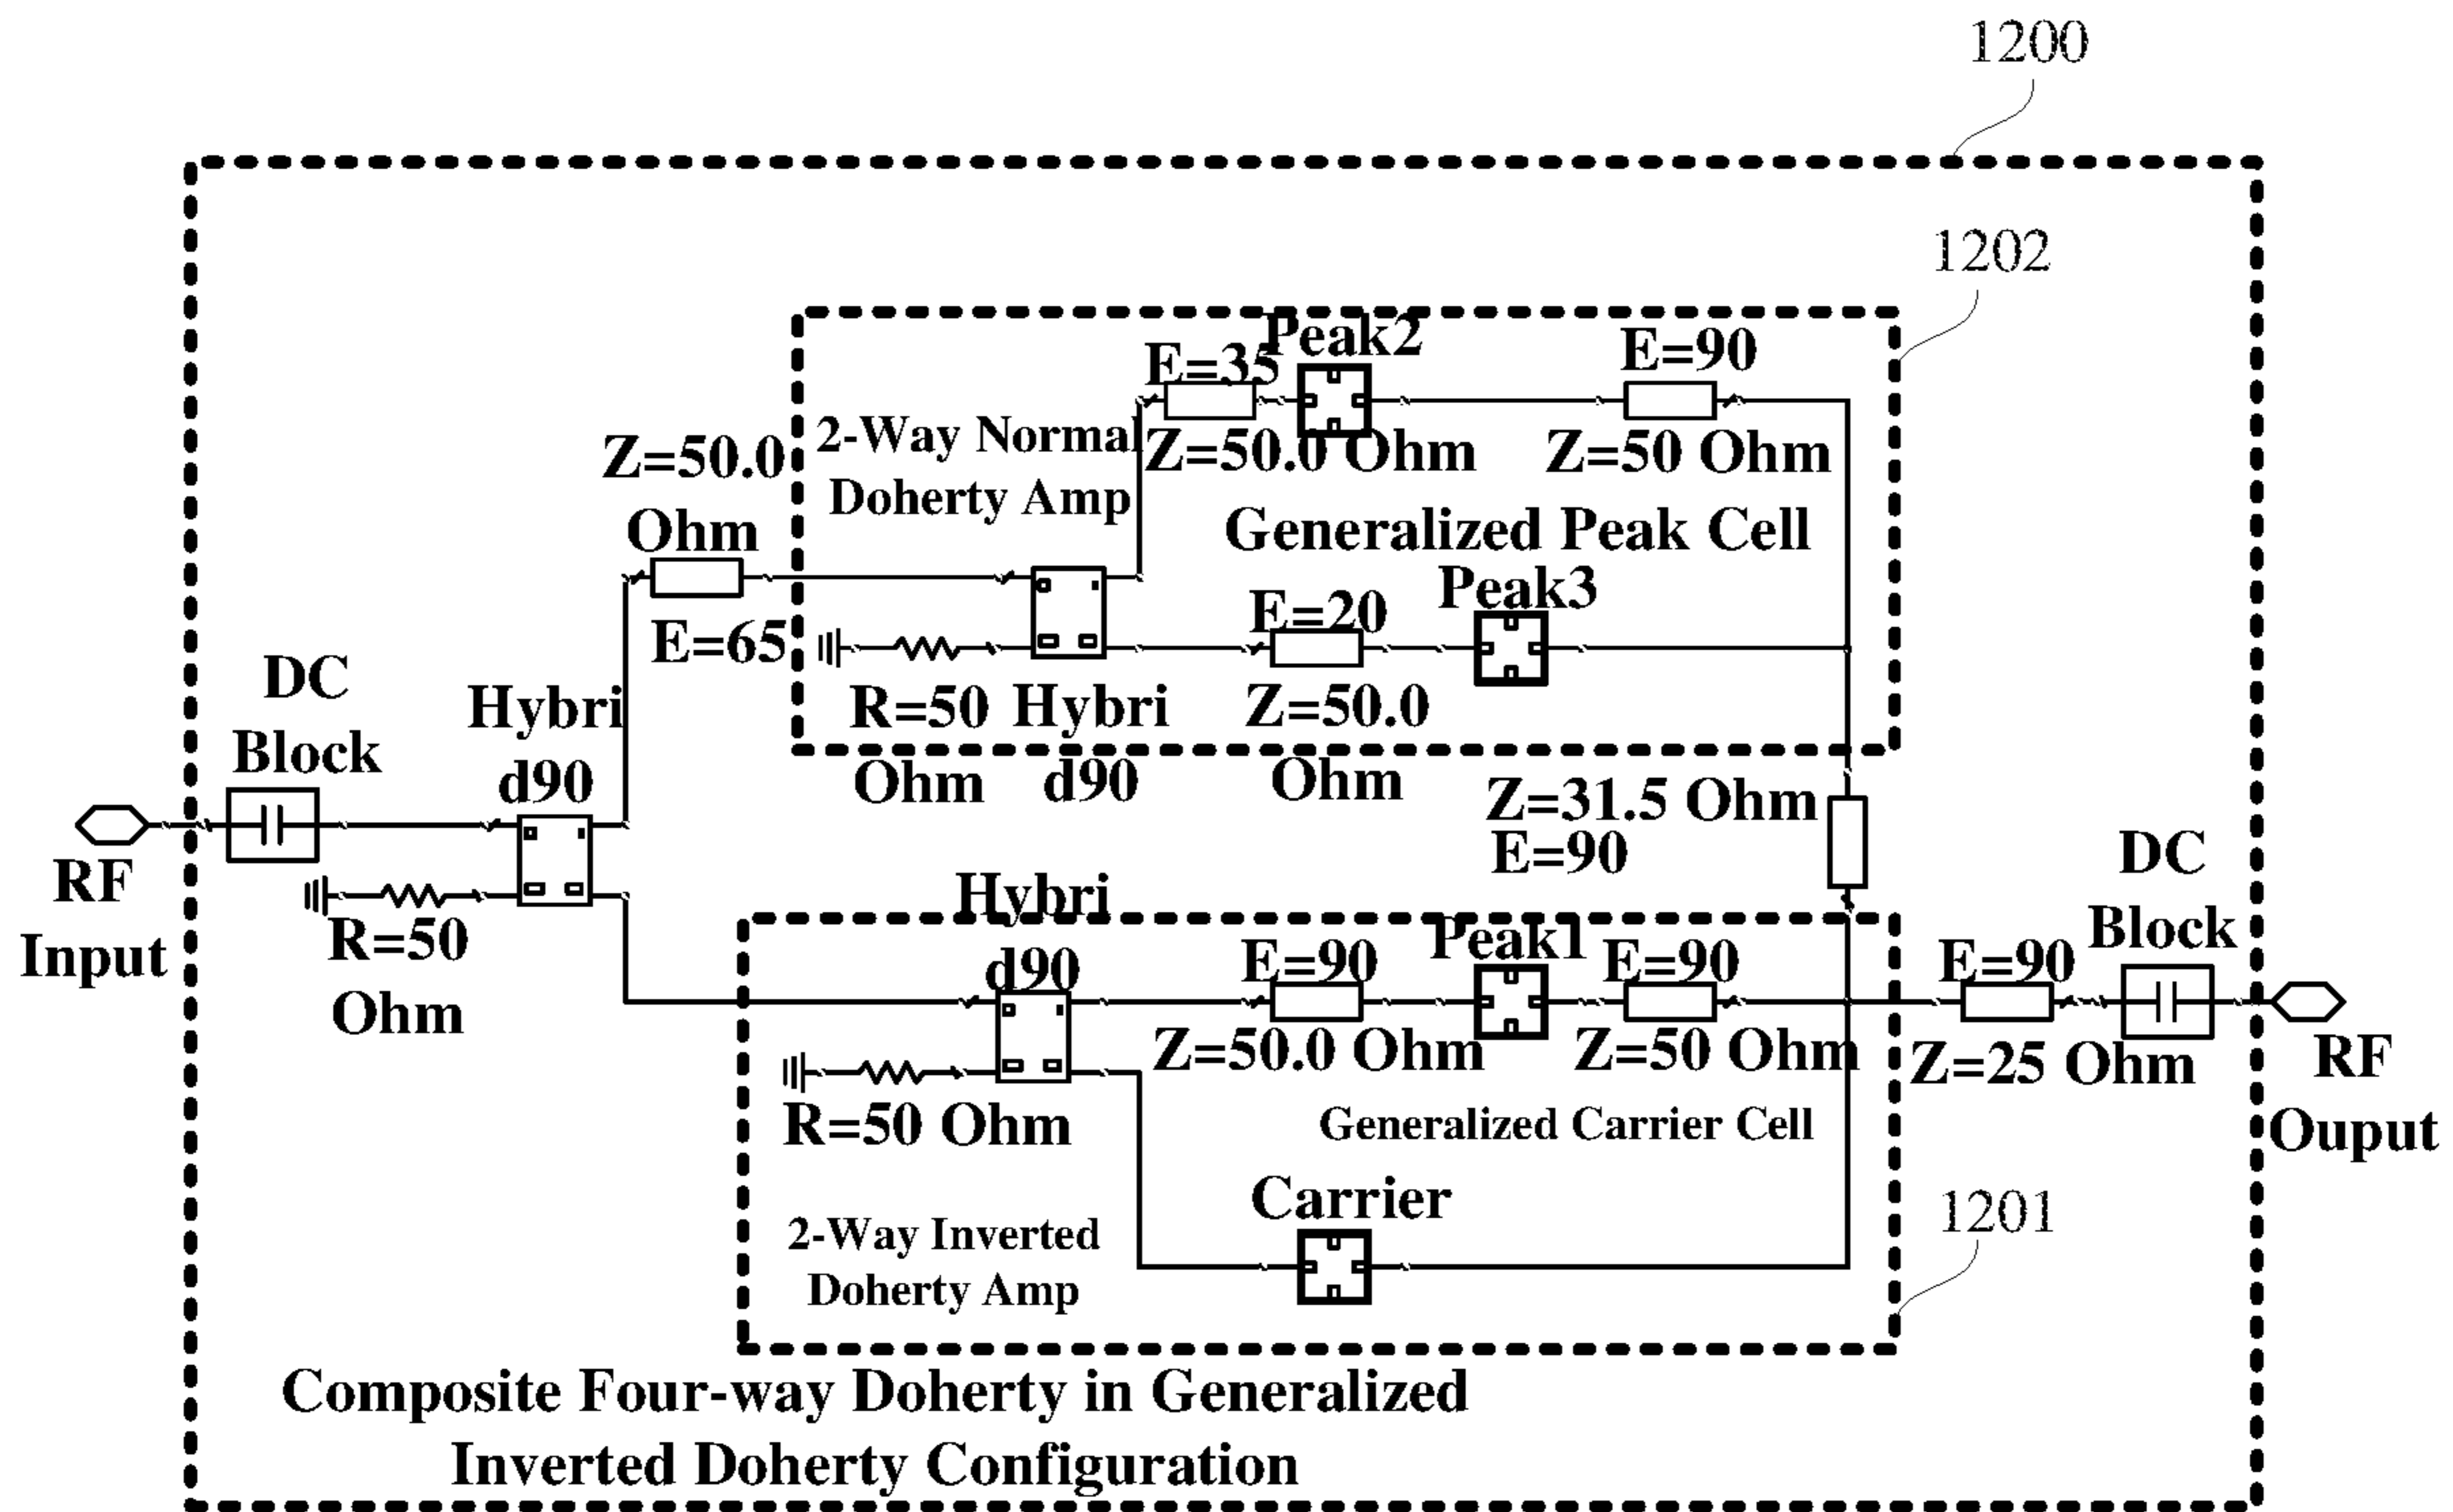 1200
1202
Peak2
E=35
E=90
2-Way Normal
Doherty Amp
Z=50.0 Ohm
Z=50 Ohm
Z=50.0
Ohm
E=65
Generalized Peak Cell
Peak3
E=20
R=50
Ohm
Hybri
d90
Z=50.0
Ohm
DC
Block
Hybri
d90
RF
Input
R=50
Ohm
Z=31.5 Ohm
E=90
DC
Block
Hybri
d90
E=90
Peak1
E=90
E=90
Z=50.0 Ohm
Z=50 Ohm
Z=25 Ohm
RF
Ouput
R=50 Ohm
Generalized Carrier Cell
Carrier
2-Way Inverted
Doherty Amp
1201
Composite Four-way Doherty in Generalized
Inverted Doherty Configuration